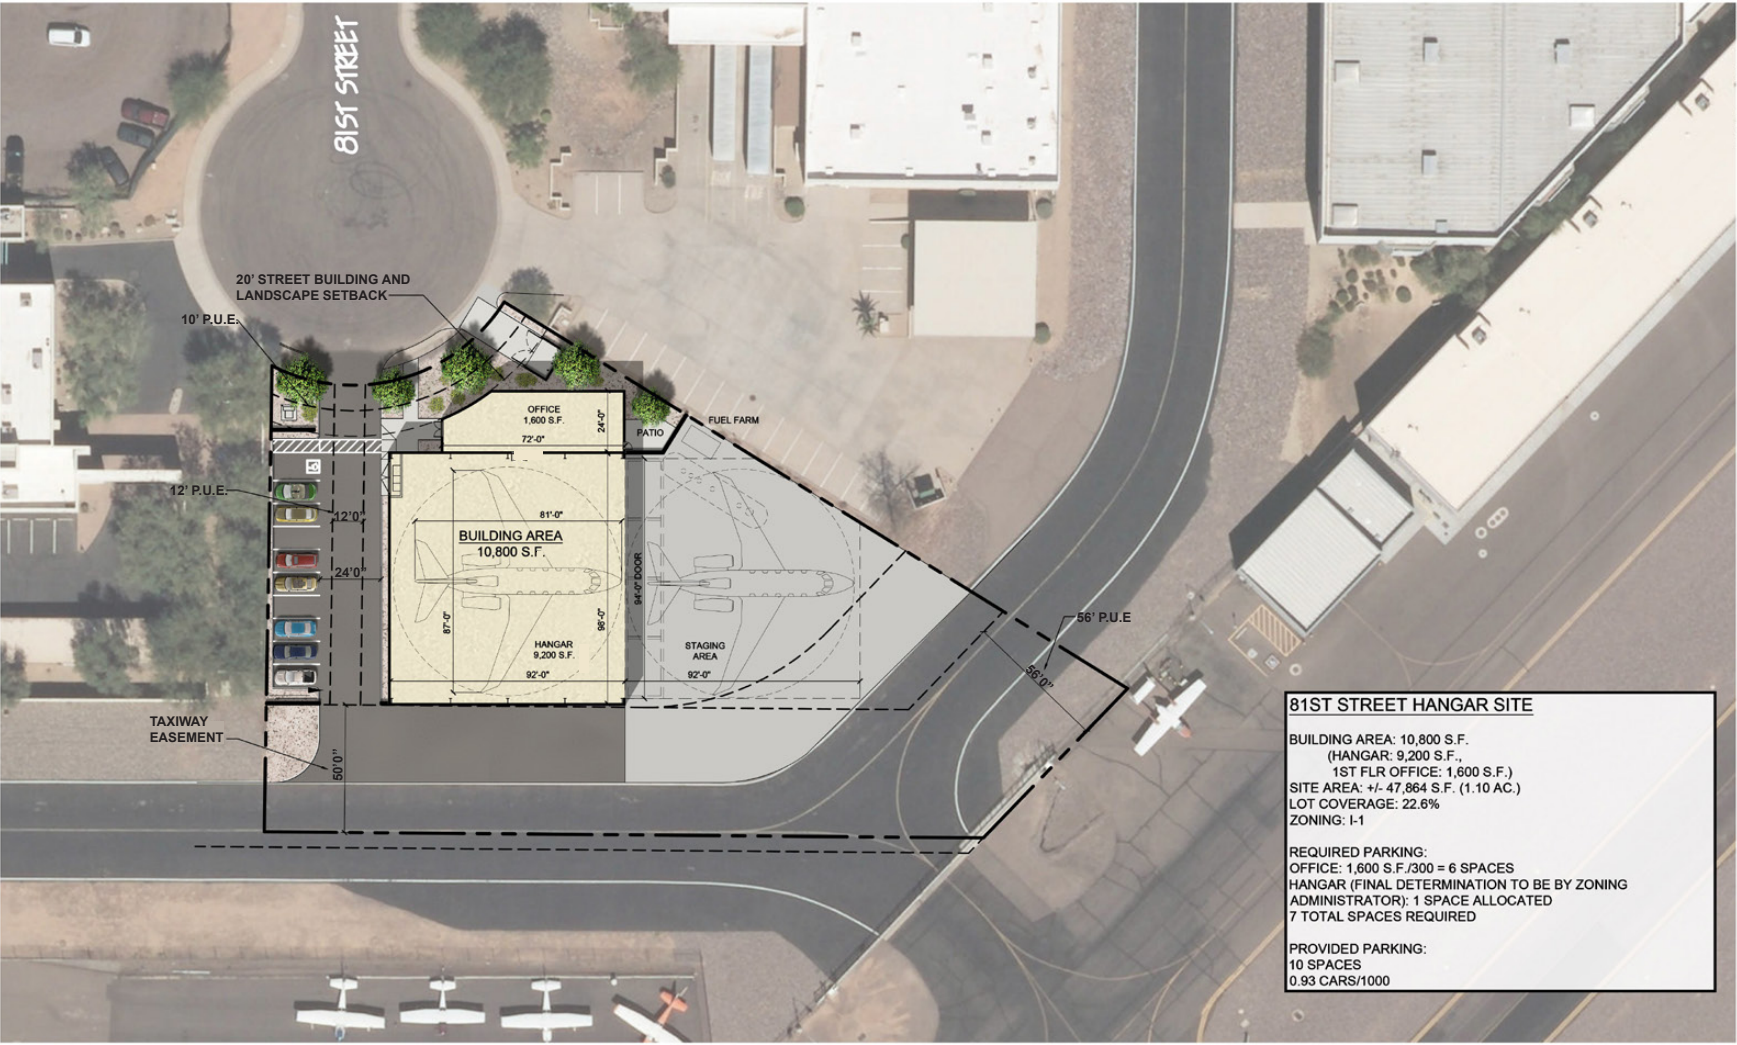 81ST STREET
20' STREET BUILDING AND
LANDSCAPE SETBACK
10' P.U.E.
OFFICE
1,600 S.F.
24'-0"
72'-0"
PATIO
FUEL FARM
12' P.U.E.
12'0"
24'0"
81'-0"
BUILDING AREA
10,800 S.F.
94'-0" DOOR
87'-0"
96'-0"
HANGAR
9,200 S.F.
92'-0"
STAGING
AREA
92'-0"
56' P.U.E
56'0"
TAXIWAY
EASEMENT
50'0"
81ST STREET HANGAR SITE
BUILDING AREA: 10,800 S.F.
(HANGAR: 9,200 S.F.,
1ST FLR OFFICE: 1,600 S.F.)
SITE AREA: +/- 47,864 S.F. (1.10 AC.)
LOT COVERAGE: 22.6%
ZONING: I-1
REQUIRED PARKING:
OFFICE: 1,600 S.F./300 = 6 SPACES
HANGAR (FINAL DETERMINATION TO BE BY ZONING
ADMINISTRATOR): 1 SPACE ALLOCATED
7 TOTAL SPACES REQUIRED
PROVIDED PARKING:
10 SPACES
0.93 CARS/1000